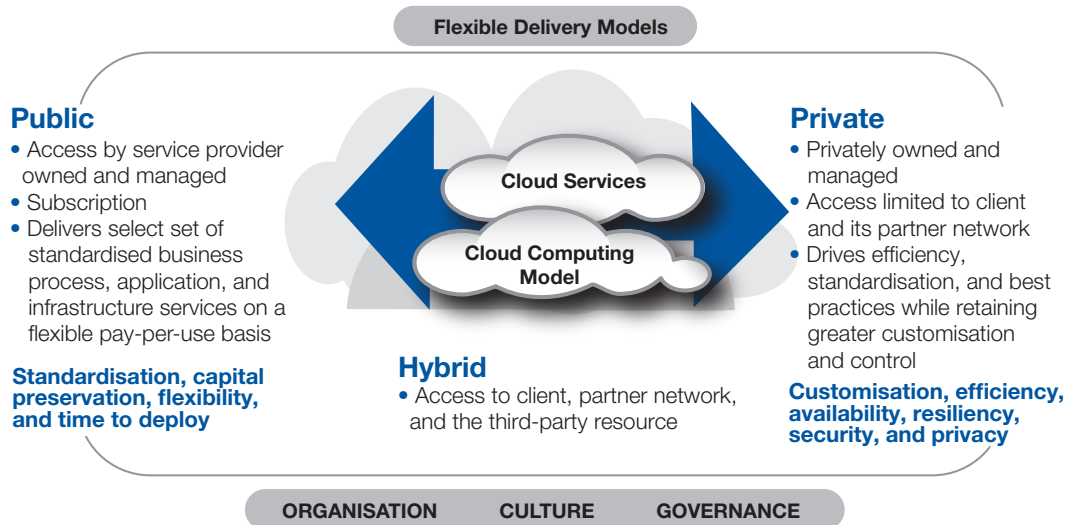 Flexible Delivery Models
Public
• Access by service provider
owned and managed
• Subscription
• Delivers select set of
standardised business
process, application, and
infrastructure services on a
flexible pay-per-use basis
Standardisation, capital
preservation, flexibility,
and time to deploy
Cloud Services
Cloud Computing
Model
Hybrid
• Access to client, partner network,
and the third-party resource
Private
• Privately owned and
managed
• Access limited to client
and its partner network
• Drives efficiency,
standardisation, and best
practices while retaining
greater customisation
and control
Customisation, efficiency,
availability, resiliency,
security, and privacy
ORGANISATION CULTURE GOVERNANCE